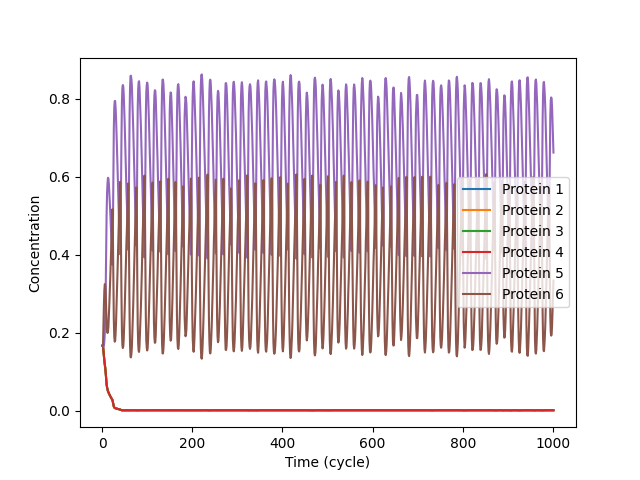 Concentration
0.8
0.6
0.4
0.2
0.0
0
200
400
600
800
1000
Time (cycle)
Protein 1
Protein 2
Protein 3
Protein 4
Protein 5
Protein 6